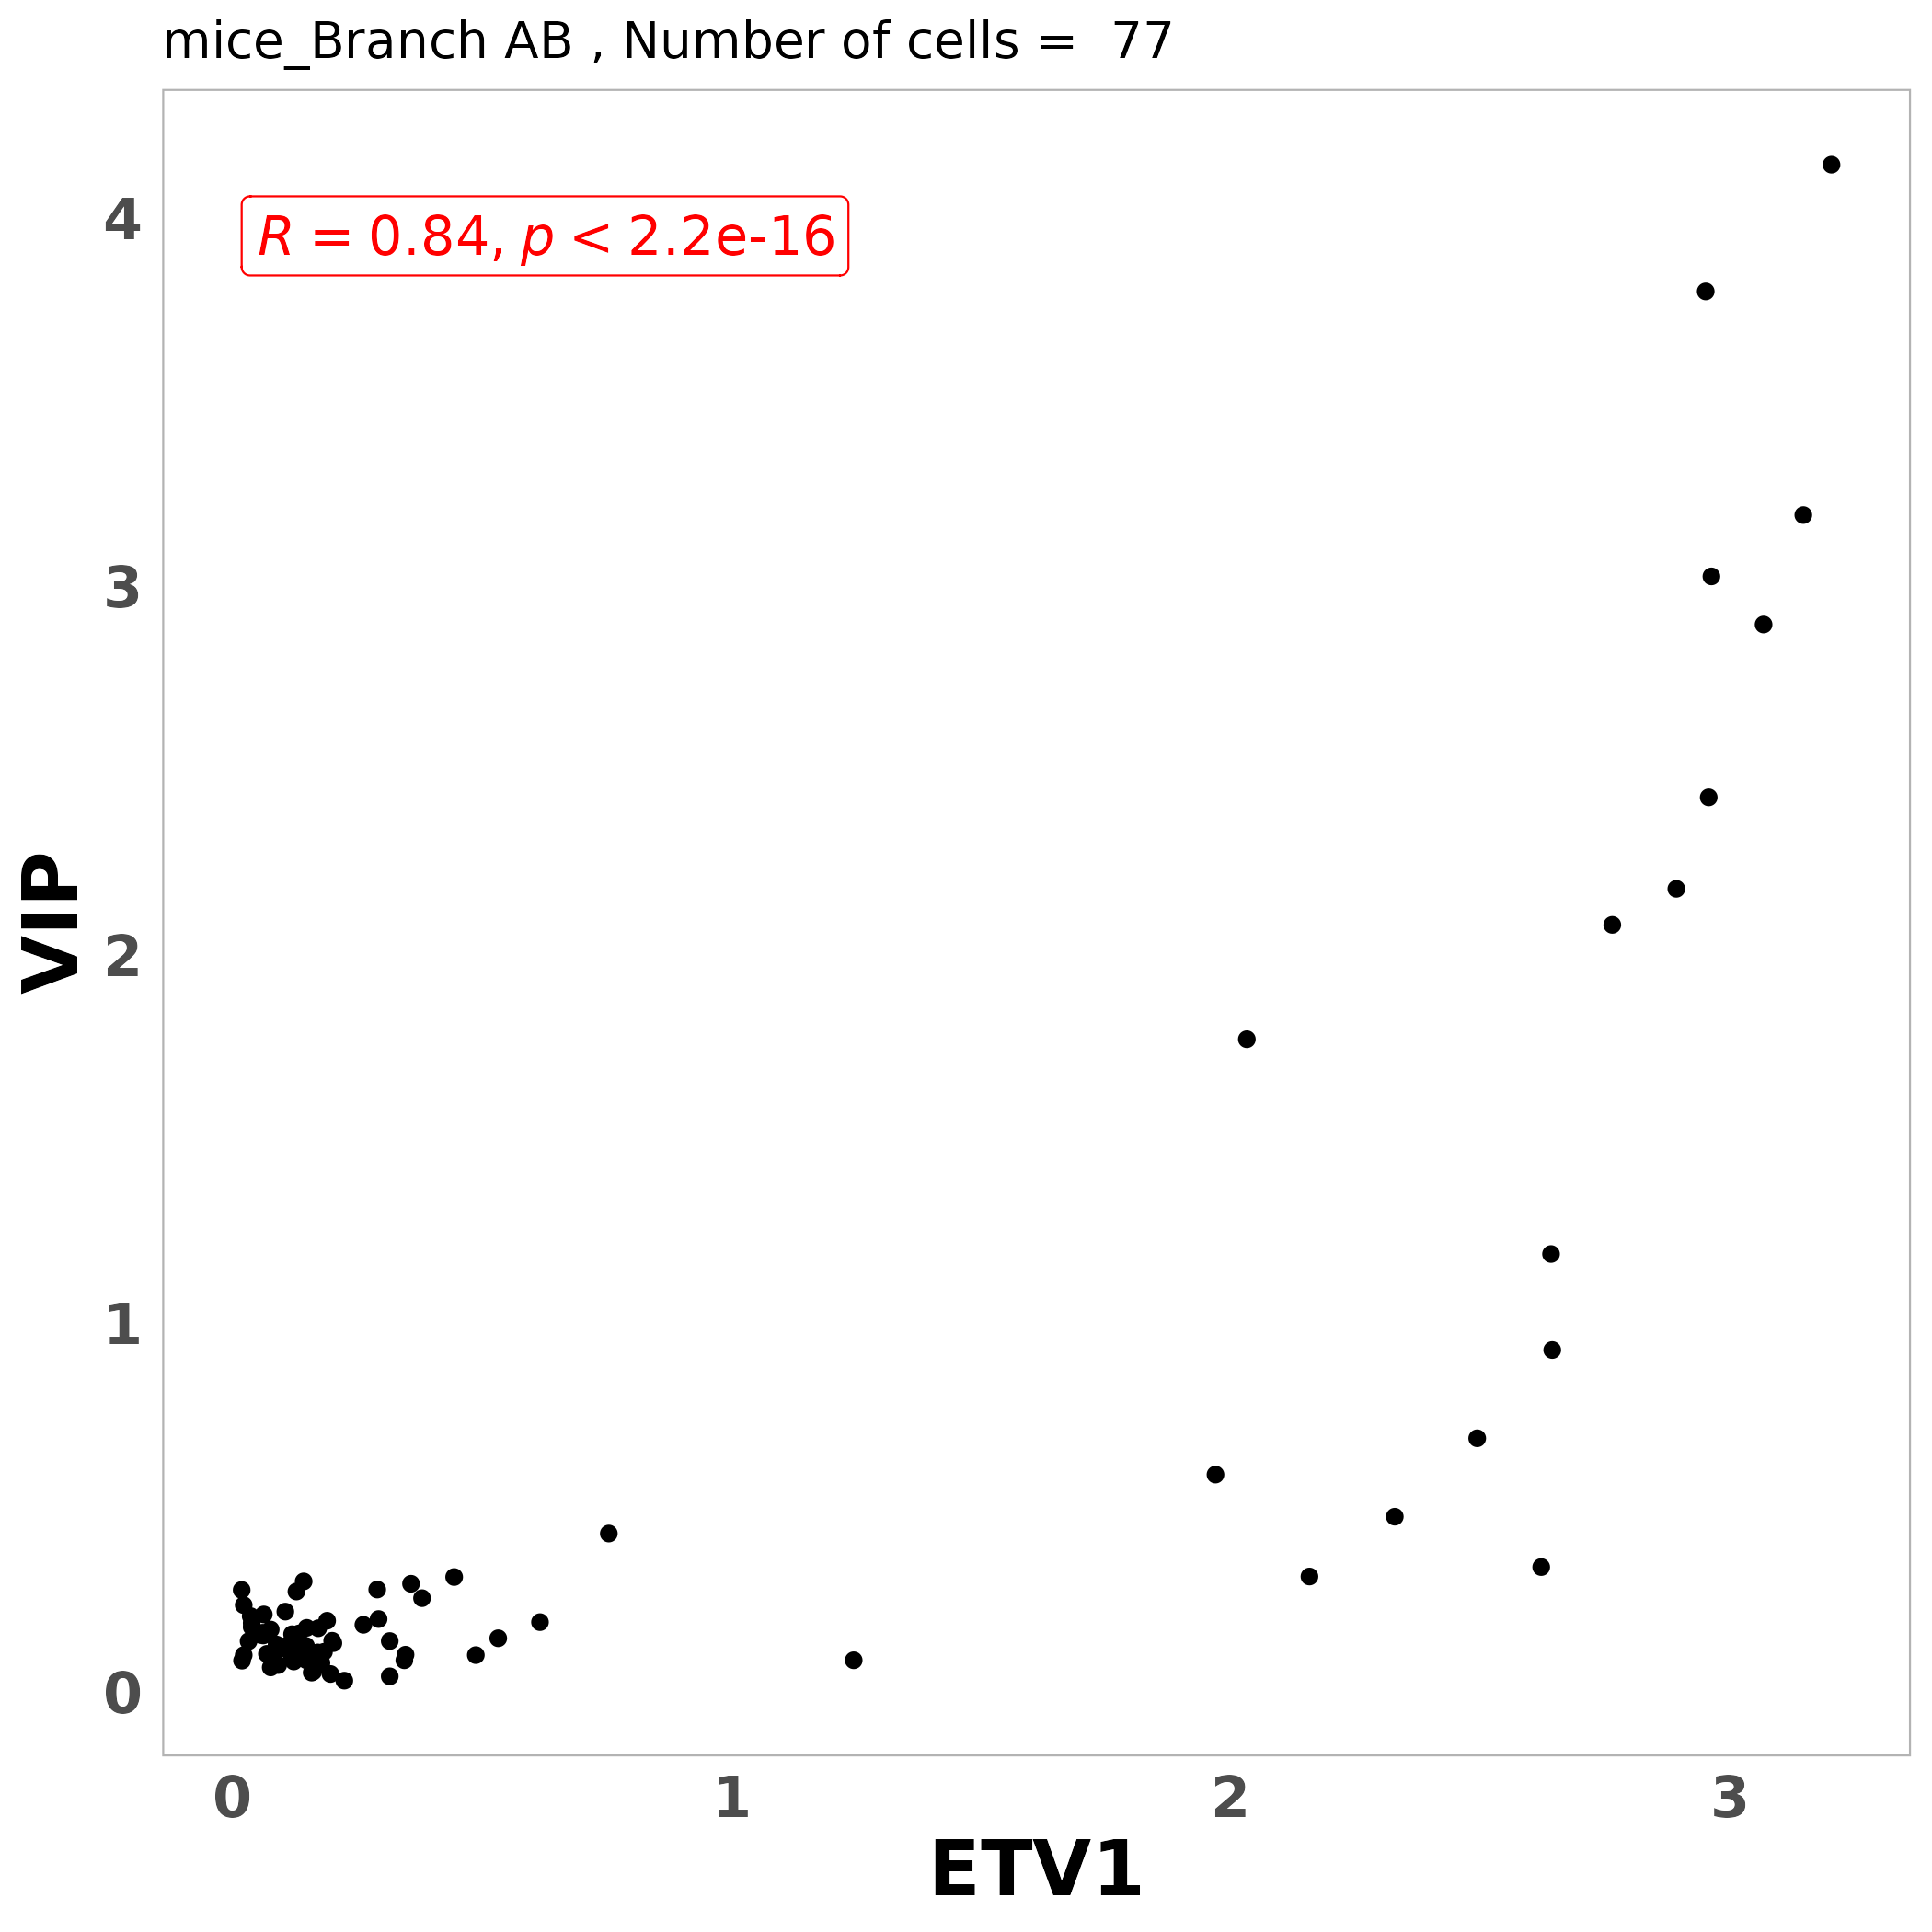 mice_Branch AB , Number of cells =  77
R = 0.84, p < 2.2e-16
4
3
2
1
0
VIP
0 1 2 3
ETV1